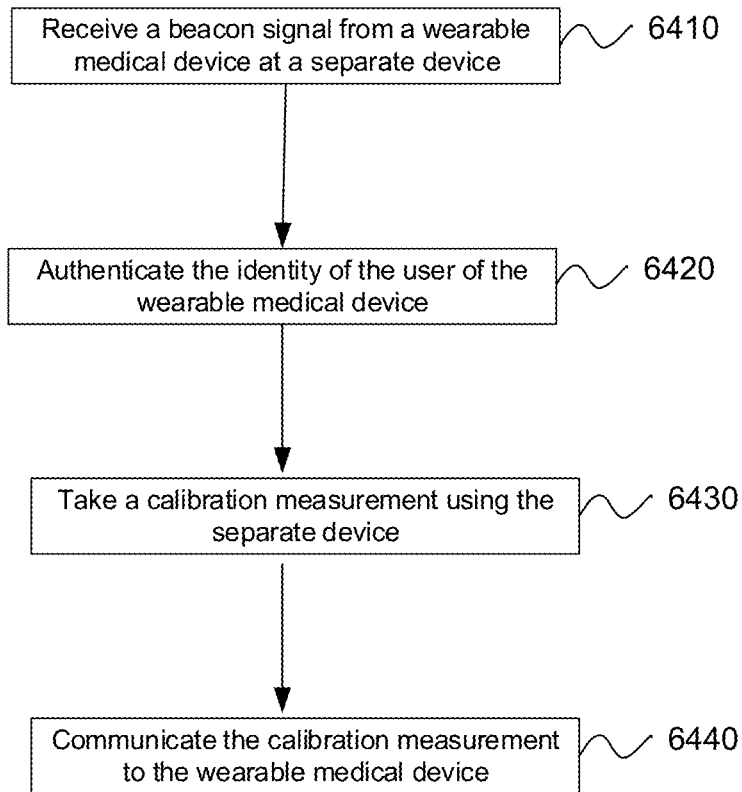 Receive a beacon signal from a wearable
medical device at a separate device
6410
Authenticate the identity of the user of the
wearable medical device
6420
Take a calibration measurement using the
separate device
6430
Communicate the calibration measurement
to the wearable medical device
6440